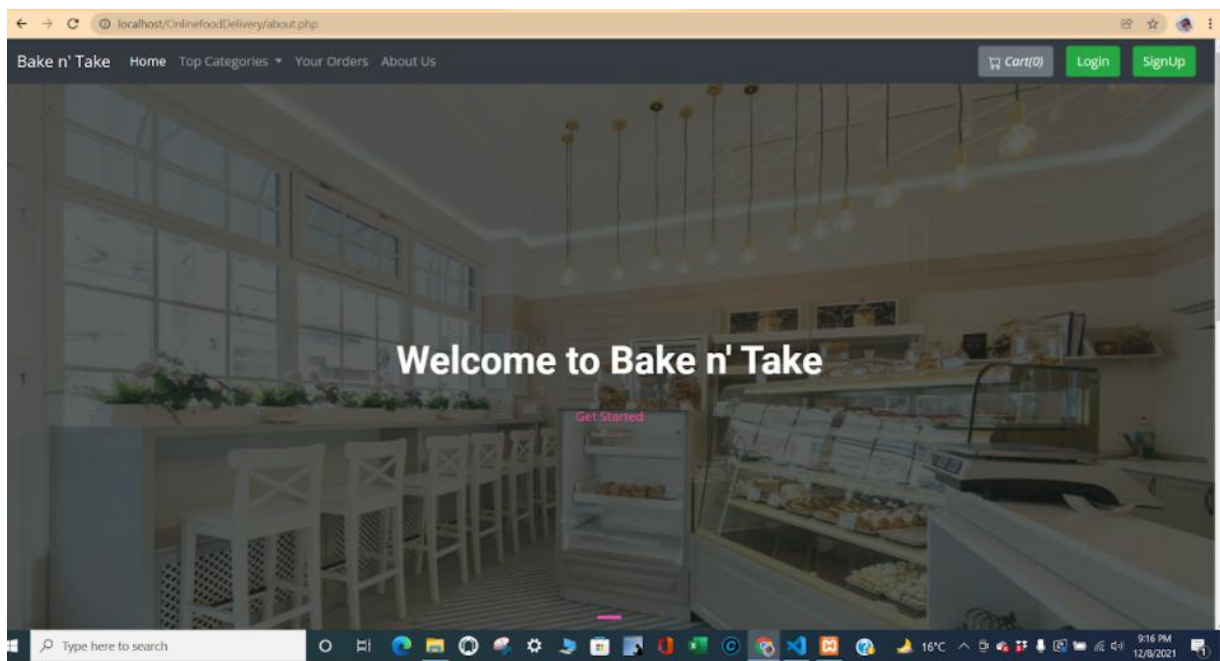 localhost/OnlinefoodDelivery/about.php
Bake n' Take Home Top Categories Your Orders About Us Cart(0) Login SignUp
Welcome to Bake n' Take
Get Started
Type here to search 16°C 9:16 PM
12/8/2021